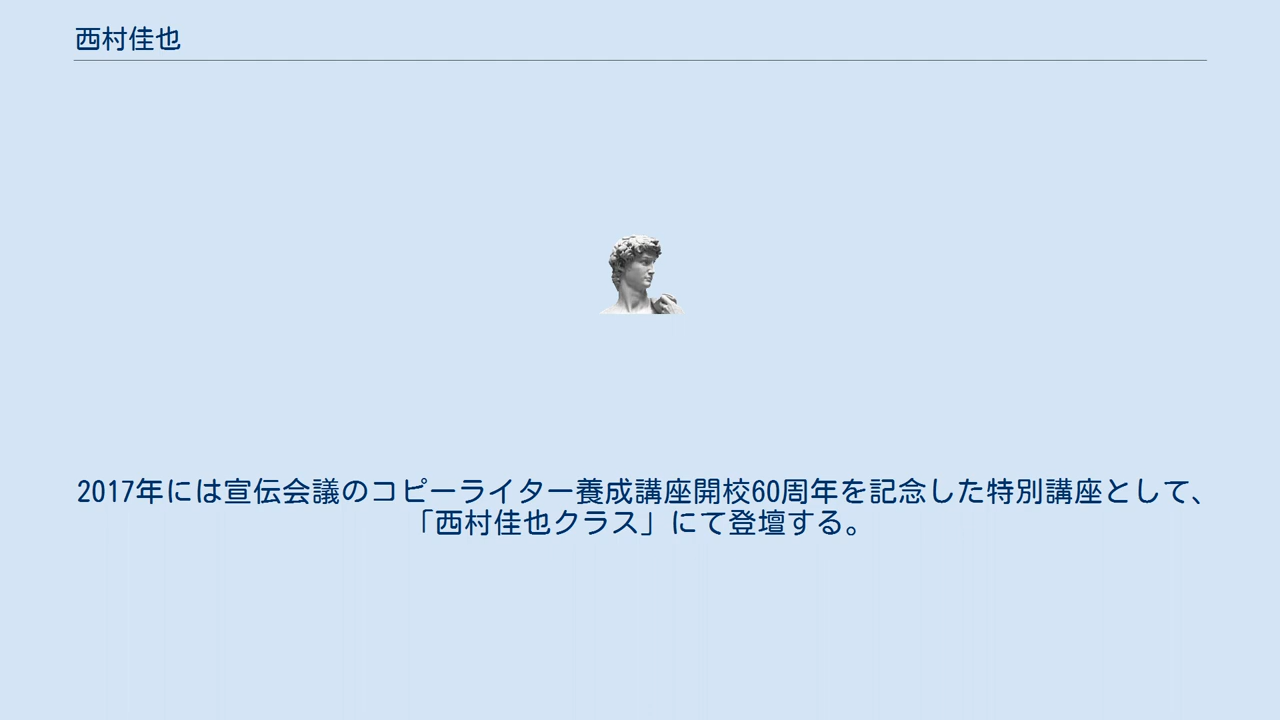 西村佳也
2017年には宣伝会議のコピーライター養成講座開校60周年を記念した特別講座として、
「西村佳也クラス」にて登壇する。